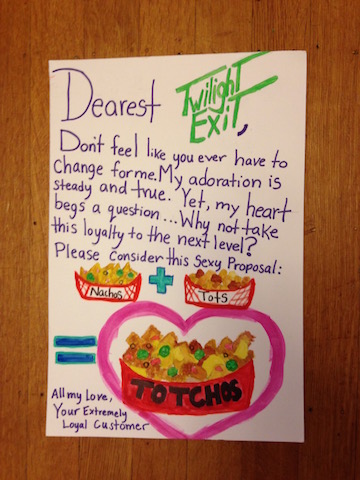 Dearest Twilight
Exit,
Don't feel like you ever have to
Change for me. My adoration is
steady and true. Yet, my heart
begs a question... Why not take
this loyalty to the next level?
Please Consider this Sexy Proposal:
Nachos + Tots
= TOTCHOS
All my Love,
Your Extremely
Loyal Customer